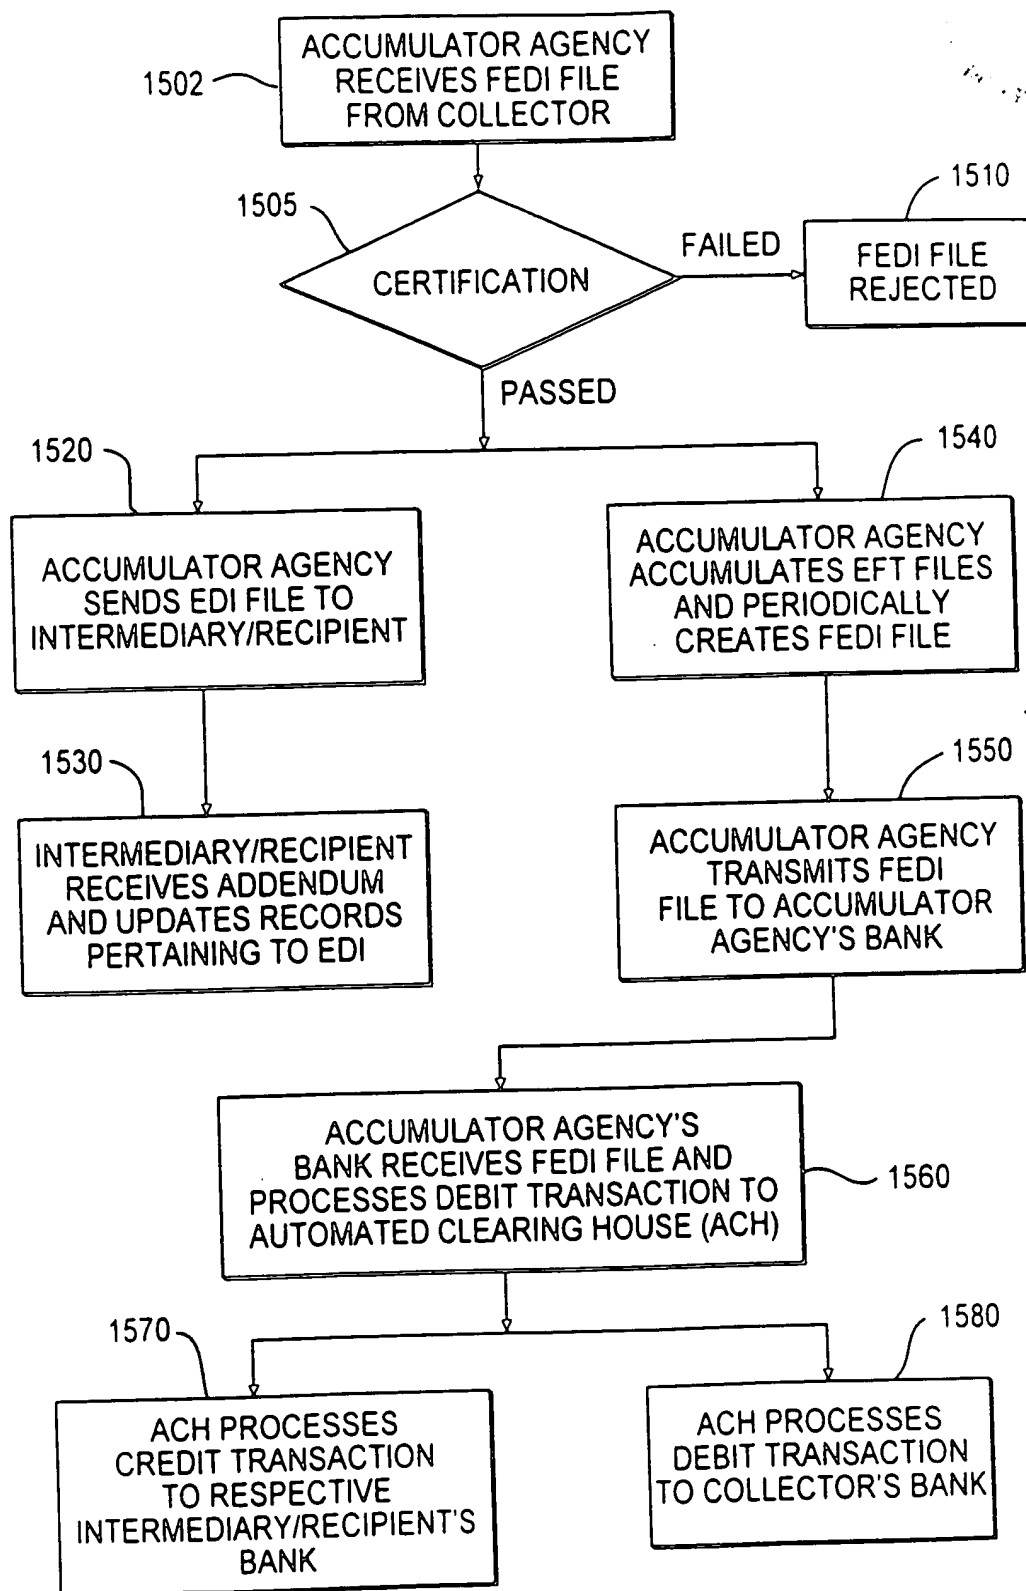 1502
ACCUMULATOR AGENCY
RECEIVES FEDI FILE
FROM COLLECTOR
1505
CERTIFICATION
FAILED
1510
FEDI FILE
REJECTED
PASSED
1520
ACCUMULATOR AGENCY
SENDS EDI FILE TO
INTERMEDIARY/RECIPIENT
1540
ACCUMULATOR AGENCY
ACCUMULATES EFT FILES
AND PERIODICALLY
CREATES FEDI FILE
1530
INTERMEDIARY/RECIPIENT
RECEIVES ADDENDUM
AND UPDATES RECORDS
PERTAINING TO EDI
1550
ACCUMULATOR AGENCY
TRANSMITS FEDI
FILE TO ACCUMULATOR
AGENCY'S BANK
ACCUMULATOR AGENCY'S
BANK RECEIVES FEDI FILE AND
PROCESSES DEBIT TRANSACTION TO
AUTOMATED CLEARING HOUSE (ACH)
1560
1570
ACH PROCESSES
CREDIT TRANSACTION
TO RESPECTIVE
INTERMEDIARY/RECIPIENT'S
BANK
1580
ACH PROCESSES
DEBIT TRANSACTION
TO COLLECTOR'S BANK